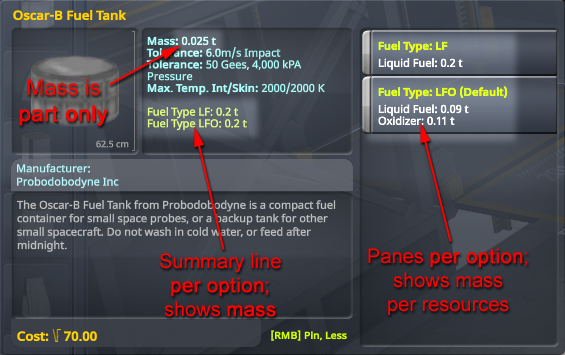 Oscar-B Fuel Tank
Mass is
part only
62.5 cm
Mass: 0.025 t
Tolerance: 6.0m/s Impact
Tolerance: 50 Gees, 4,000 kPA
Pressure
Max. Temp. Int/Skin: 2000/2000 K
Fuel Type LF: 0.2 t
Fuel Type LFO: 0.2 t
Fuel Type: LF
Liquid Fuel: 0.2 t
Fuel Type: LFO (Default)
Liquid Fuel: 0.09 t
Oxidizer: 0.11 t
Manufacturer:
Probodobodyne Inc
The Oscar-B Fuel Tank from Probodobodyne is a compact fuel
container for small space probes, or a backup tank for other
small spacecraft. Do not wash in cold water, or feed after
midnight.
Summary line
per option;
shows mass
Panes per option;
shows mass
per resources
Cost: 70.00
[RMB] Pin, Less